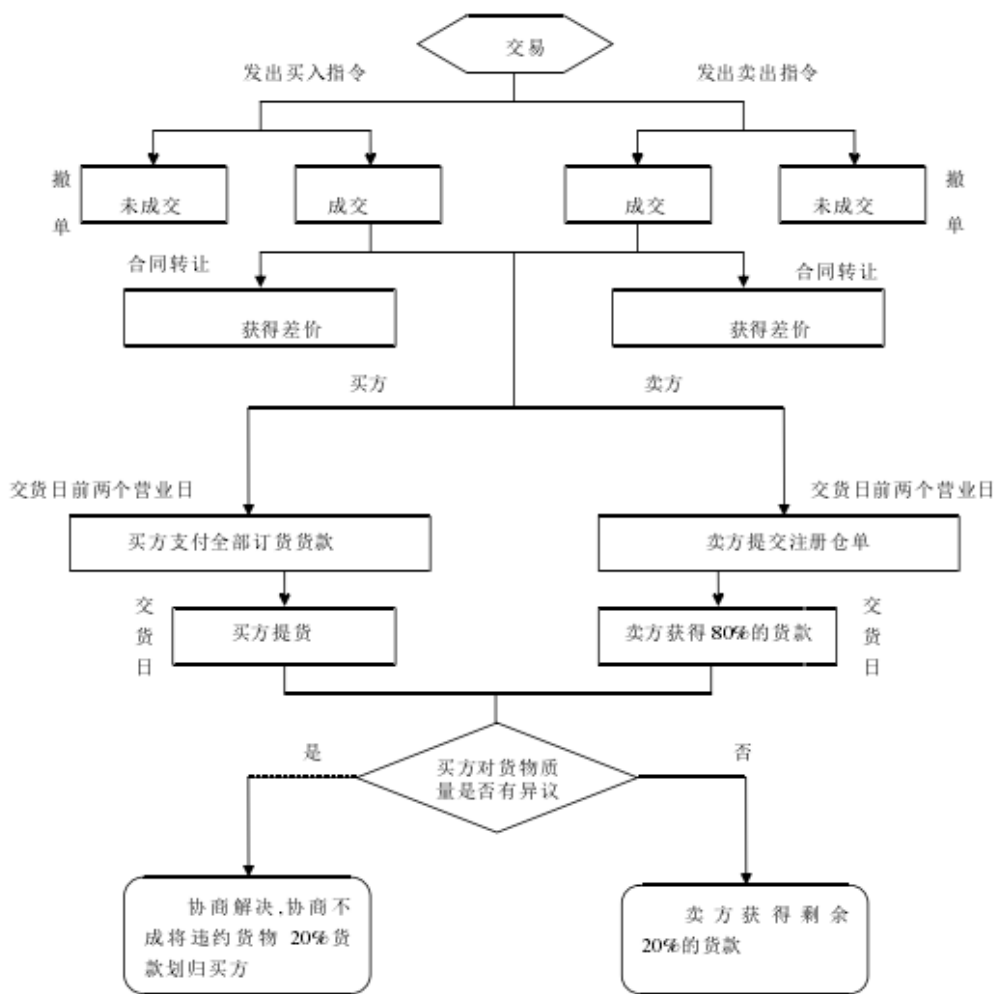 交易
发出买入指令
发出卖出指令
撤
单
未成交
成交
成交
未成交
撤
单
合同转让
合同转让
获得差价
获得差价
买方
卖方
交货日前两个营业日
交货日前两个营业日
买方支付全部订货货款
卖方提交注册仓单
交
货
日
买方提货
卖方获得80%的货款
交
货
日
是
否
买方对货物质
量是否有异议
协商解决,协商不
成将违约货物 20%货
款划归买方
卖方获得剩余
20%的货款